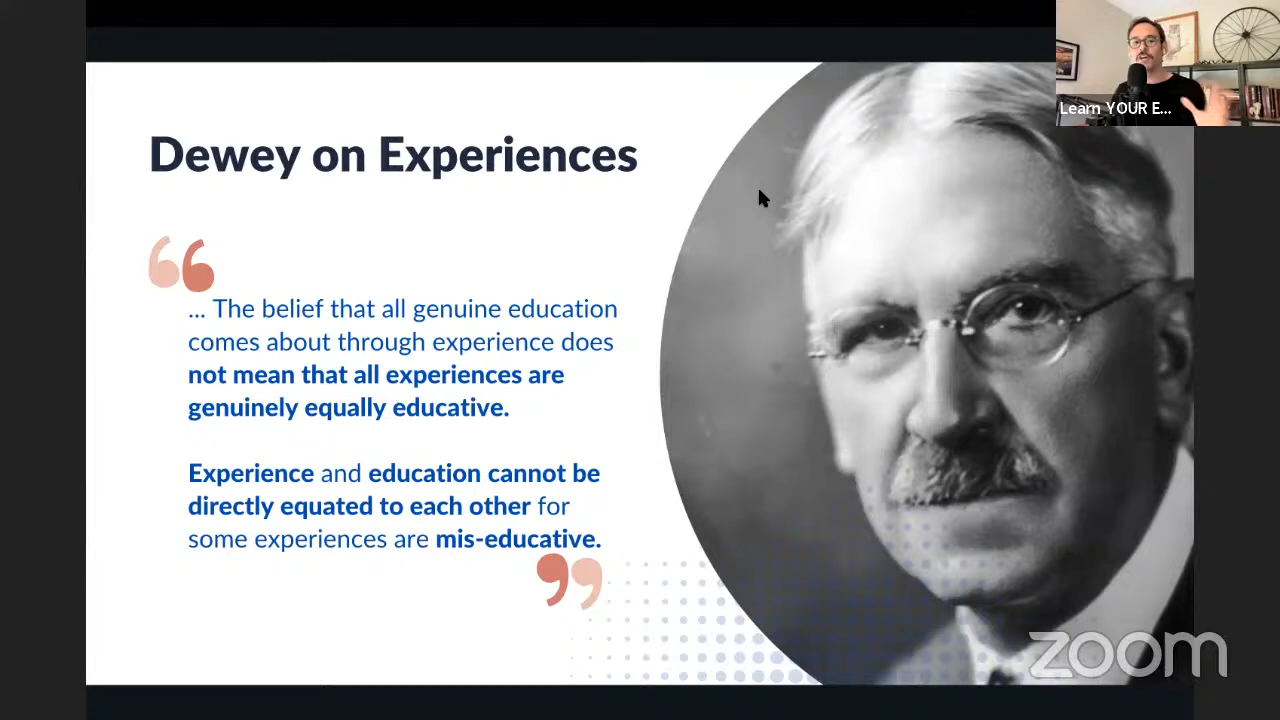 Learn YOUR E...
Dewey on Experiences
... The belief that all genuine education
comes about through experience does
not mean that all experiences are
genuinely equally educative.
Experience and education cannot be
directly equated to each other for
some experiences are mis-educative.
zoom